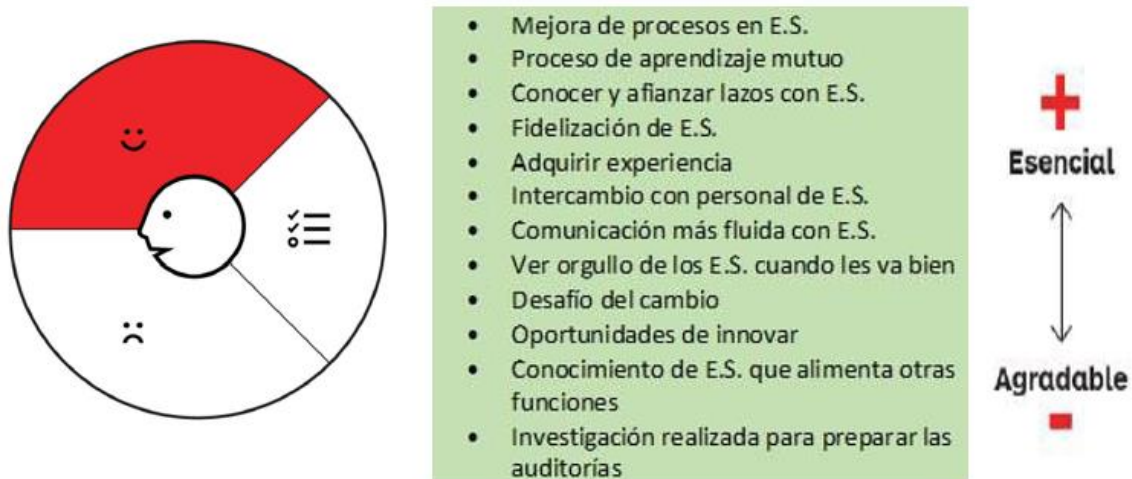 • Mejora de procesos en E.S.
• Proceso de aprendizaje mutuo
• Conocer y afianzar lazos con E.S.
• Fidelización de E.S.
• Adquirir experiencia
• Intercambio con personal de E.S.
• Comunicación más fluida con E.S.
• Ver orgullo de los E.S. cuando les va bien
• Desafío del cambio
• Oportunidades de innovar
• Conocimiento de E.S. que alimenta otras
funciones
• Investigación realizada para preparar las
auditorías
+
Esencial
Agradable
-